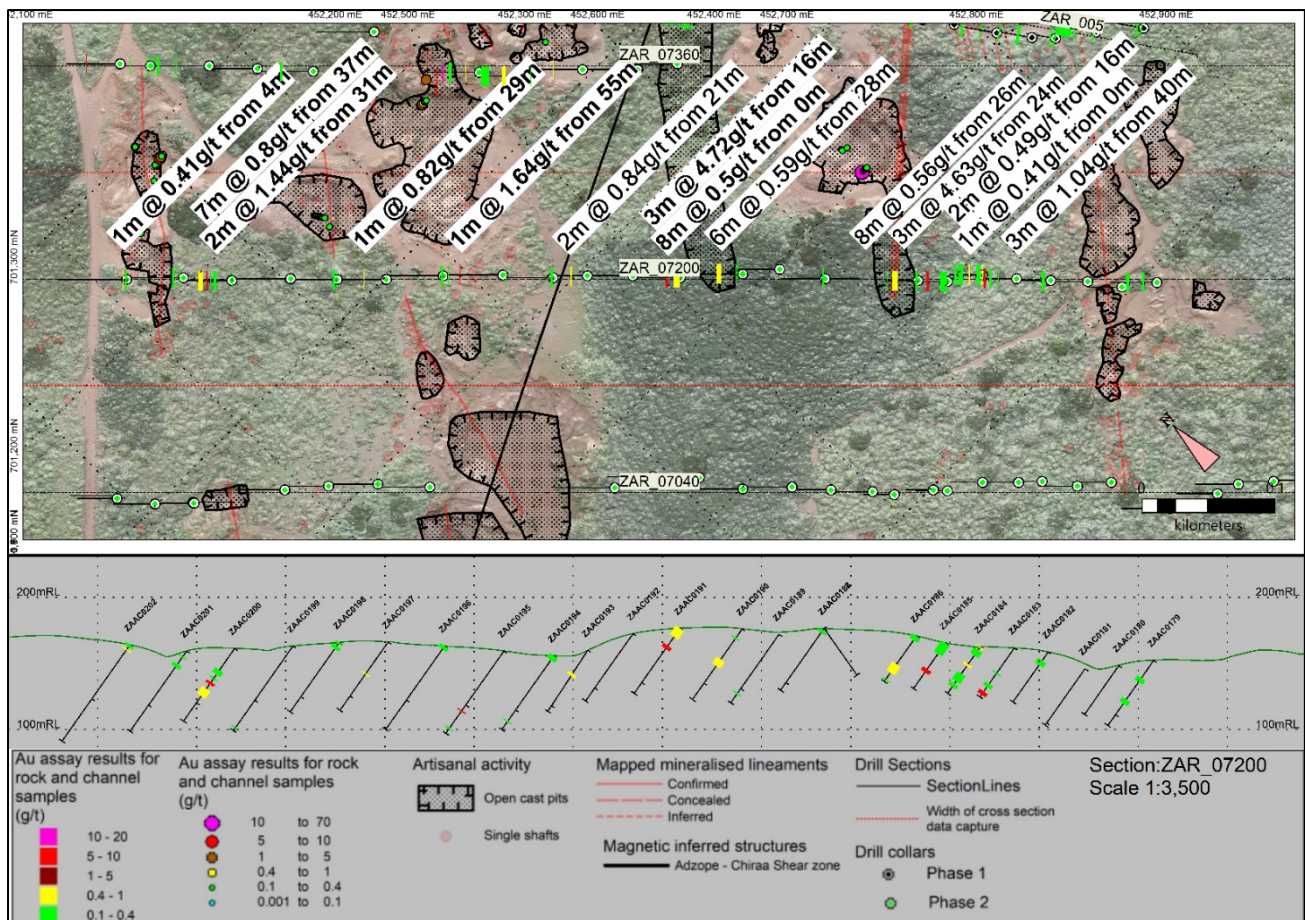 2,100 mE
452,200 mE
452,500 mE
452,300 mE
452,600 mE
452,400 mE
452,700 mE
452,800 mE
452,900 mE
ZAR_005
ZAR_07360
1m @ 0.41g/t from 4m
7m @ 0.8g/t from 37m
2m @ 1.44g/t from 31m
1m @ 0.82g/t from 29m
1m @ 1.64g/t from 55m
2m @ 0.84g/t from 21m
3m @ 4.72g/t from 16m
8m @ 0.5g/t from 0m
6m @ 0.59g/t from 28m
8m @ 0.56g/t from 26m
3m @ 4.63g/t from 24m
2m @ 0.49g/t from 16m
1m @ 0.41g/t from 0m
3m @ 1.04g/t from 40m
701,300 mN
ZAR_07200
701,200 mN
ZAR_07040
N
0
0.1
kilometers
200mRL
200mRL
ZAAC0202
ZAAC0201
ZAAC0200
ZAAC0199
ZAAC0198
ZAAC0197
ZAAC0196
ZAAC0195
ZAAC0194
ZAAC0193
ZAAC0192
ZAAC0191
ZAAC0190
ZAAC0189
ZAAC0186
ZAAC0185
ZAAC0184
ZAAC0183
ZAAC0182
ZAAC0181
ZAAC0180
ZAAC0179
100mRL
100mRL
Au assay results for
rock and channel
samples
(g/t)
10 - 20
5 - 10
1 - 5
0.4 - 1
0.1 - 0.4
Au assay results for rock
and channel samples
(g/t)
10 to 70
5 to 10
1 to 5
0.4 to 1
0.1 to 0.4
0.001 to 0.1
Artisanal activity
Open cast pits
Single shafts
Mapped mineralised lineaments
Confirmed
Concealed
Inferred
Magnetic inferred structures
Adzope - Chiraa Shear zone
Drill Sections
SectionLines
Width of cross section
data capture
Drill collars
Phase 1
Phase 2
Section:ZAR_07200
Scale 1:3,500